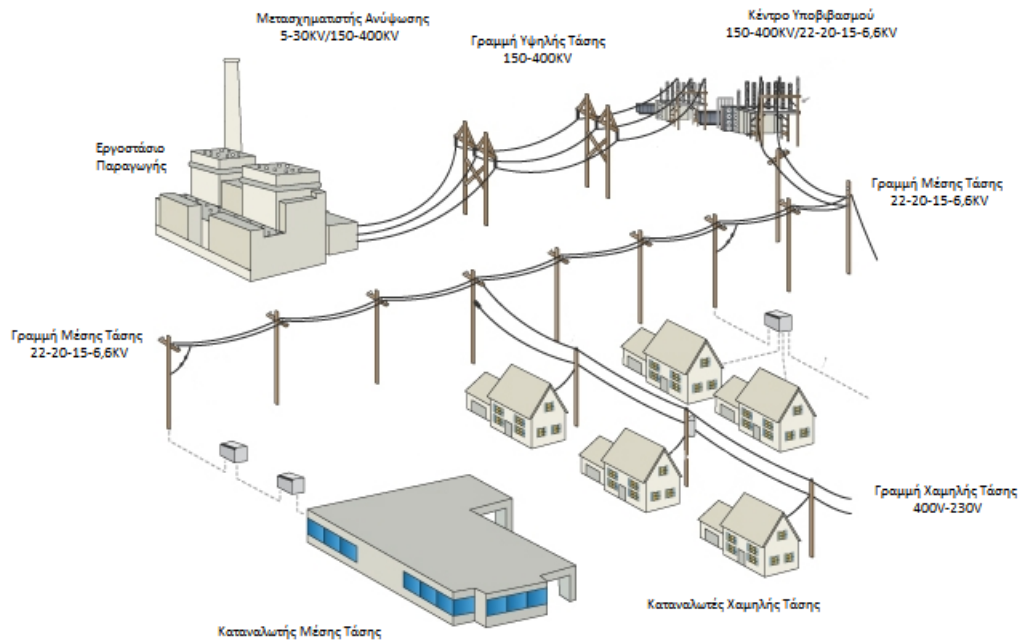 Μετασχηματιστής Ανύψωσης
5-30KV/150-400KV
Γραμμή Υψηλής Τάσης
150-400KV
Κέντρο Υποβιβασμού
150-400KV/22-20-15-6,6KV
Εργοστάσιο
Παραγωγής
Γραμμή Μέσης Τάσης
22-20-15-6,6KV
Γραμμή Μέσης Τάσης
22-20-15-6,6KV
Γραμμή Χαμηλής Τάσης
400V-230V
Καταναλωτές Χαμηλής Τάσης
Καταναλωτής Μέσης Τάσης